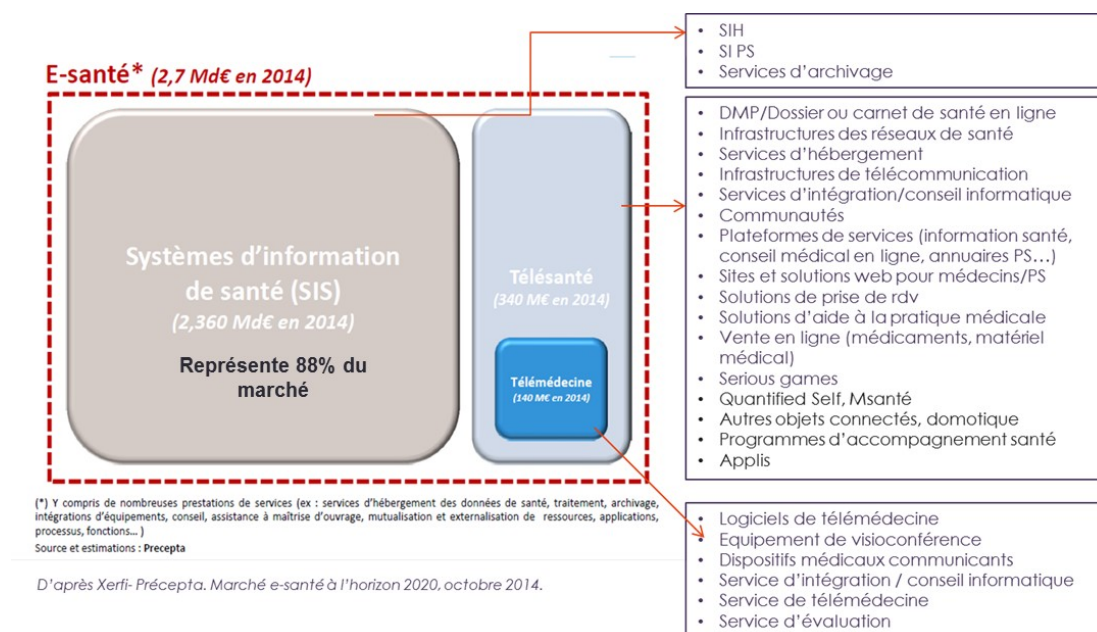 E-santé* (2,7 Md€ en 2014)
Systèmes d'information
de santé (SIS)
(2,360 Md€ en 2014)
Représente 88% du
marché
Télésanté
(340 M€ en 2014)
Télémédecine
(140 M€ en 2014)
• SIH
• SI PS
• Services d'archivage
• DMP/Dossier ou carnet de santé en ligne
• Infrastructures des réseaux de santé
• Services d'hébergement
• Infrastructures de télécommunication
• Services d'intégration/conseil informatique
• Communautés
• Plateformes de services (information santé,
conseil médical en ligne, annuaires PS…)
• Sites et solutions web pour médecins/PS
• Solutions de prise de rdv
• Solutions d'aide à la pratique médicale
• Vente en ligne (médicaments, matériel
médical)
• Serious games
• Quantified Self, Msanté
• Autres objets connectés, domotique
• Programmes d'accompagnement santé
• Applis
• Logiciels de télémédecine
• Equipement de visioconférence
• Dispositifs médicaux communicants
• Service d'intégration / conseil informatique
• Service de télémédecine
• Service d'évaluation
(*) Y compris de nombreuses prestations de services (ex : services d'hébergement des données de santé, traitement, archivage,
intégrations d'équipements, conseil, assistance à maîtrise d'ouvrage, mutualisation et externalisation de ressources, applications,
processus, fonctions... )
Source et estimations : Precepta
D'après Xerfi- Précepta. Marché e-santé à l'horizon 2020, octobre 2014.